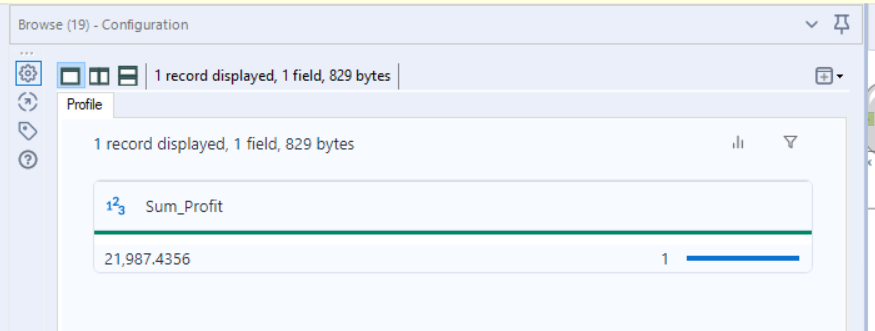 Browse (19) - Configuration
1 record displayed, 1 field, 829 bytes
Profile
1 record displayed, 1 field, 829 bytes
123 Sum_Profit
21,987.4356 1